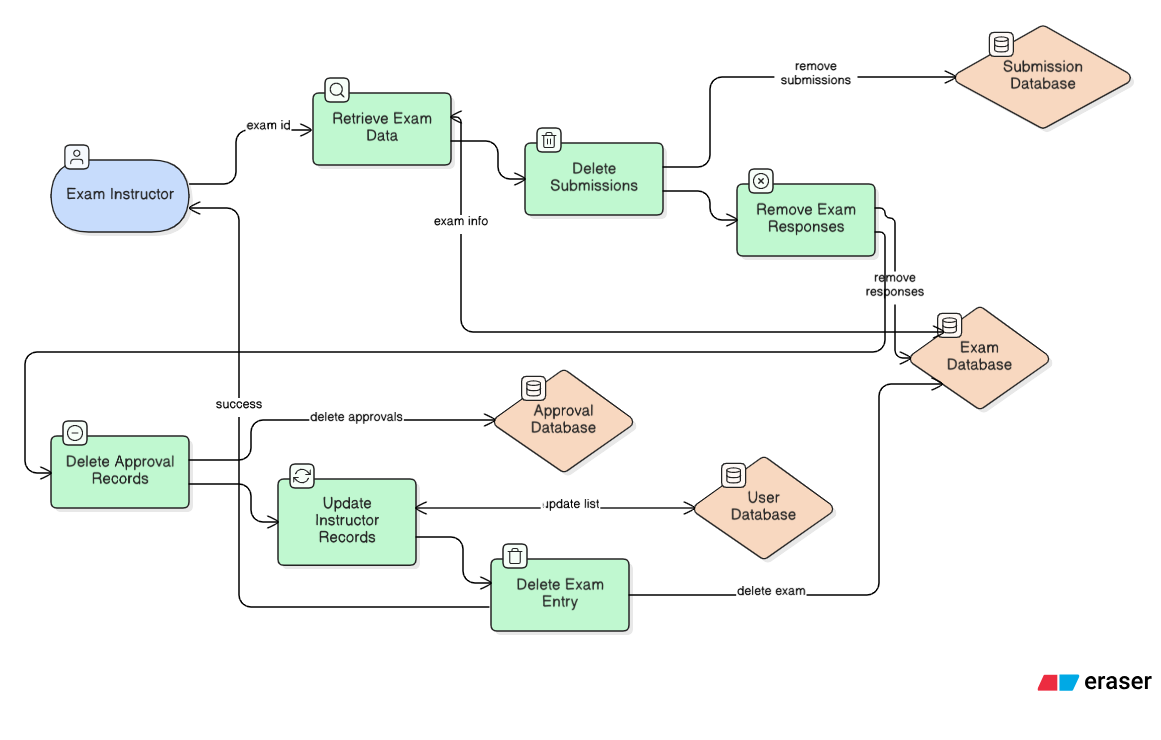 remove
submissions
Submission
Database
Retrieve Exam
Data
exam id
Exam Instructor
Delete
Submissions
Remove Exam
Responses
exam info
remove
responses
Exam
Database
success
delete approvals
Approval
Database
Delete Approval
Records
Update
Instructor
Records
update list
User
Database
Delete Exam
Entry
delete exam
eraser